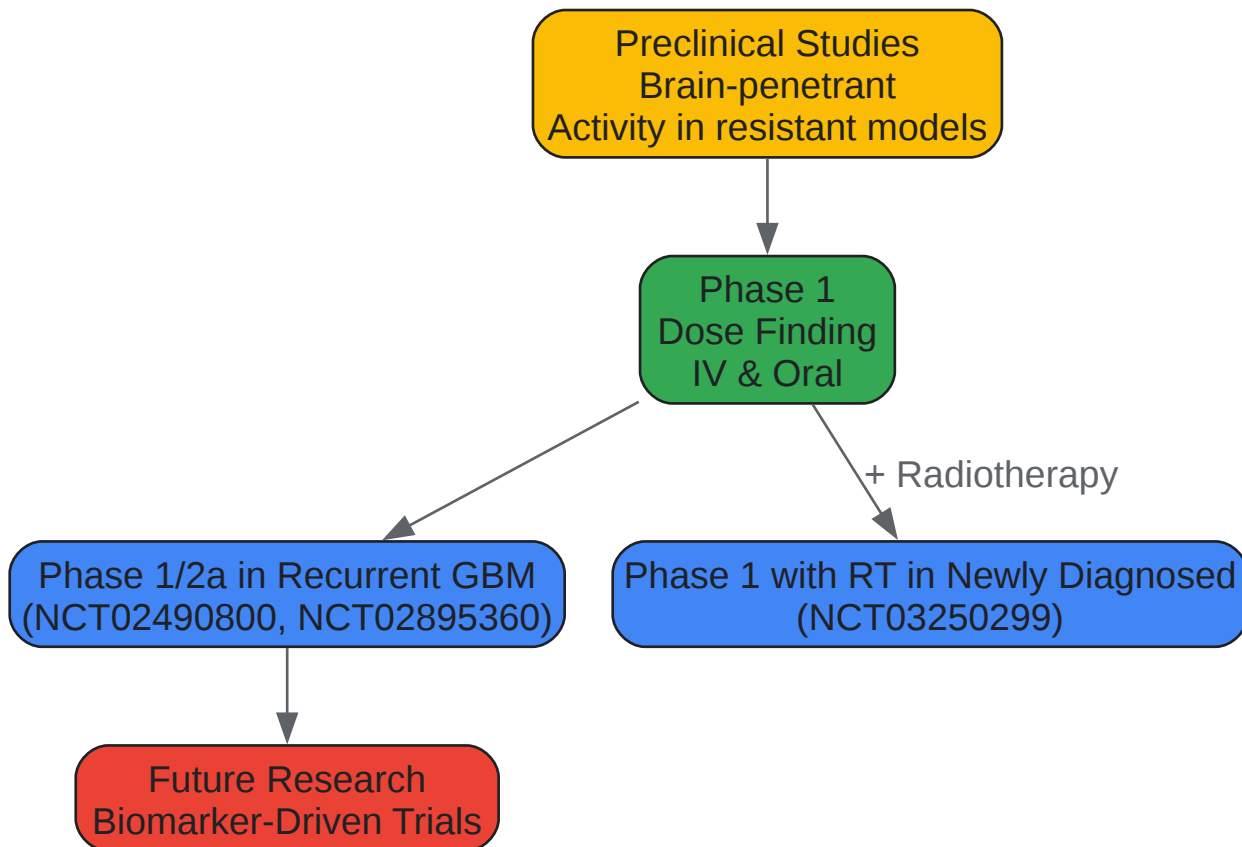 Preclinical Studies
Brain-penetrant
Activity in resistant models
Phase 1
Dose Finding
IV & Oral
+ Radiotherapy
Phase 1/2a in Recurrent GBM
(NCT02490800, NCT02895360)
Phase 1 with RT in Newly Diagnosed
(NCT03250299)
Future Research
Biomarker-Driven Trials